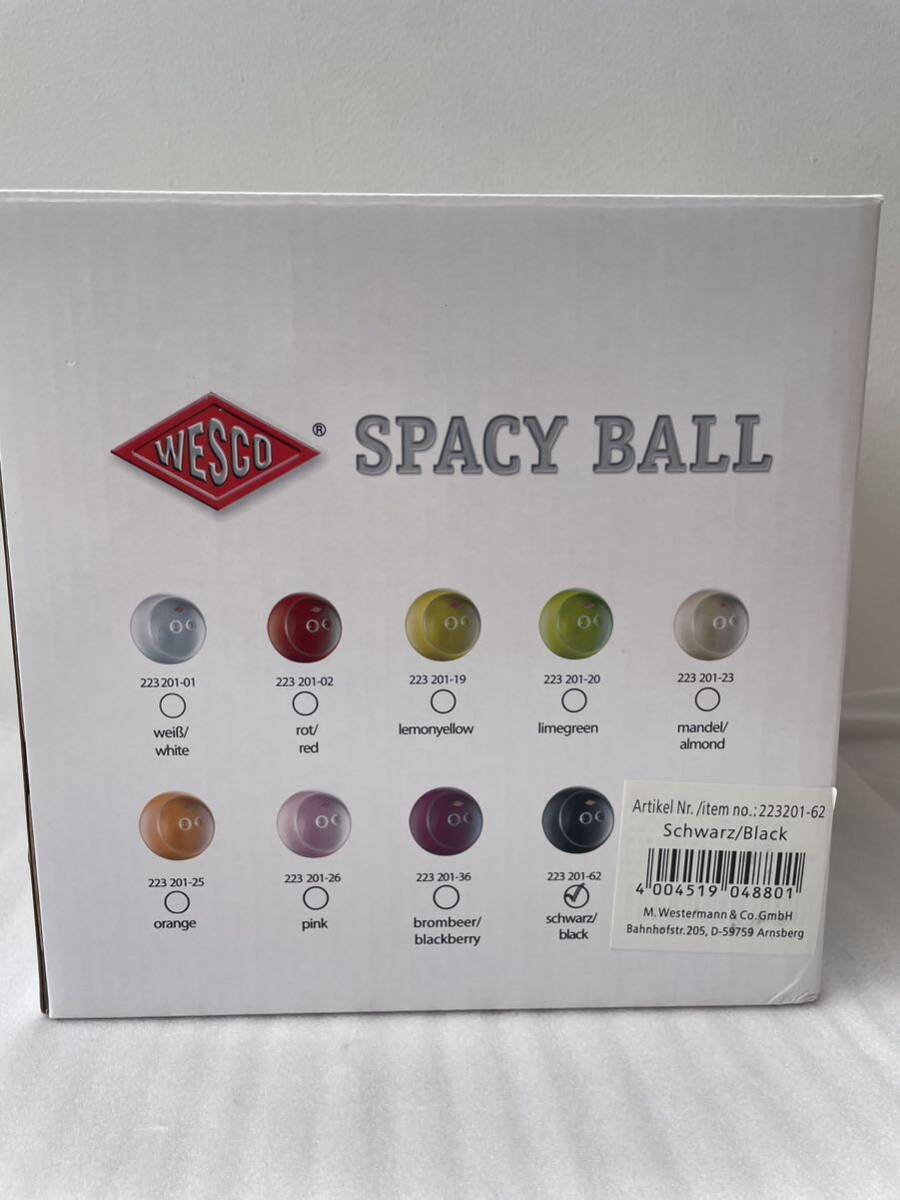 WESCO ® SPACY BALL
223 201-01
weiß/
white
223 201-02
rot/
red
223 201-19
lemonyellow
223 201-20
limegreen
223 201-23
mandel/
almond
223 201-25
orange
223 201-26
pink
223 201-36
brombeer/
blackberry
223 201-62
schwarz/
black
Artikel Nr. /item no.: 223201-62
Schwarz/Black
4 004519 048801
M. Westermann & Co. GmbH
Bahnhofstr. 205, D-59759 Arnsberg